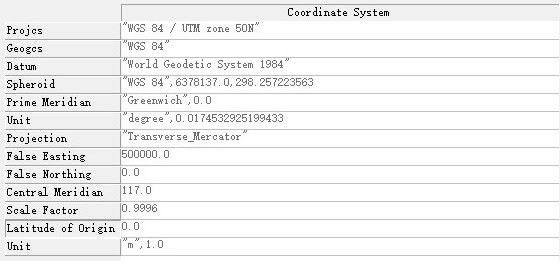 Coordinate System
Projcs "WGS 84 / UTM zone 50N"
Geogcs "WGS 84"
Datum "World Geodetic System 1984"
Spheroid "WGS 84",6378137.0,298.257223563
Prime Meridian "Greenwich",0.0
Unit "degree",0.0174532925199433
Projection "Transverse_Mercator"
False Easting 500000.0
False Northing 0.0
Central Meridian 117.0
Scale Factor 0.9996
Latitude of Origin 0.0
Unit "m",1.0